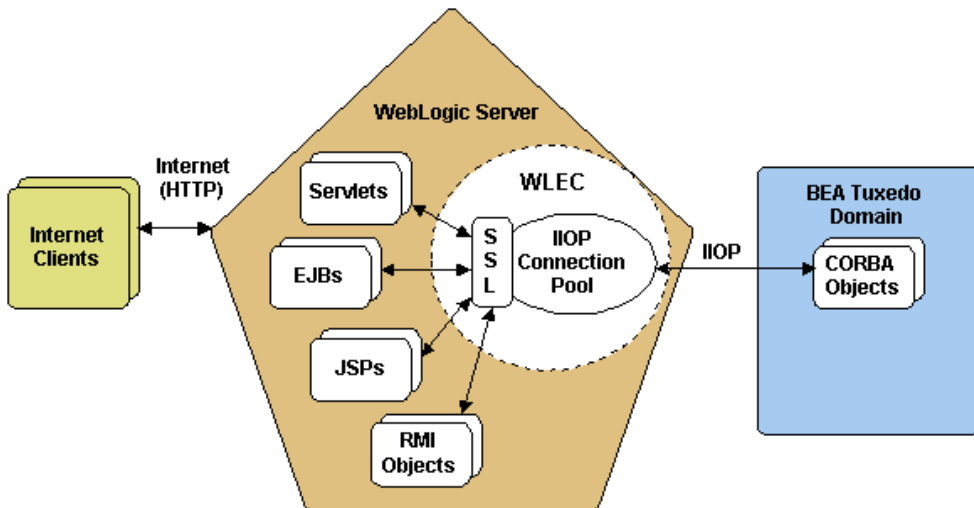 WebLogic Server
Internet
(HTTP)
Internet
Clients
Servlets
EJBs
JSPs
RMI
Objects
WLEC
S
S
L
IIOP
Connection
Pool
IIOP
BEA Tuxedo
Domain
CORBA
Objects